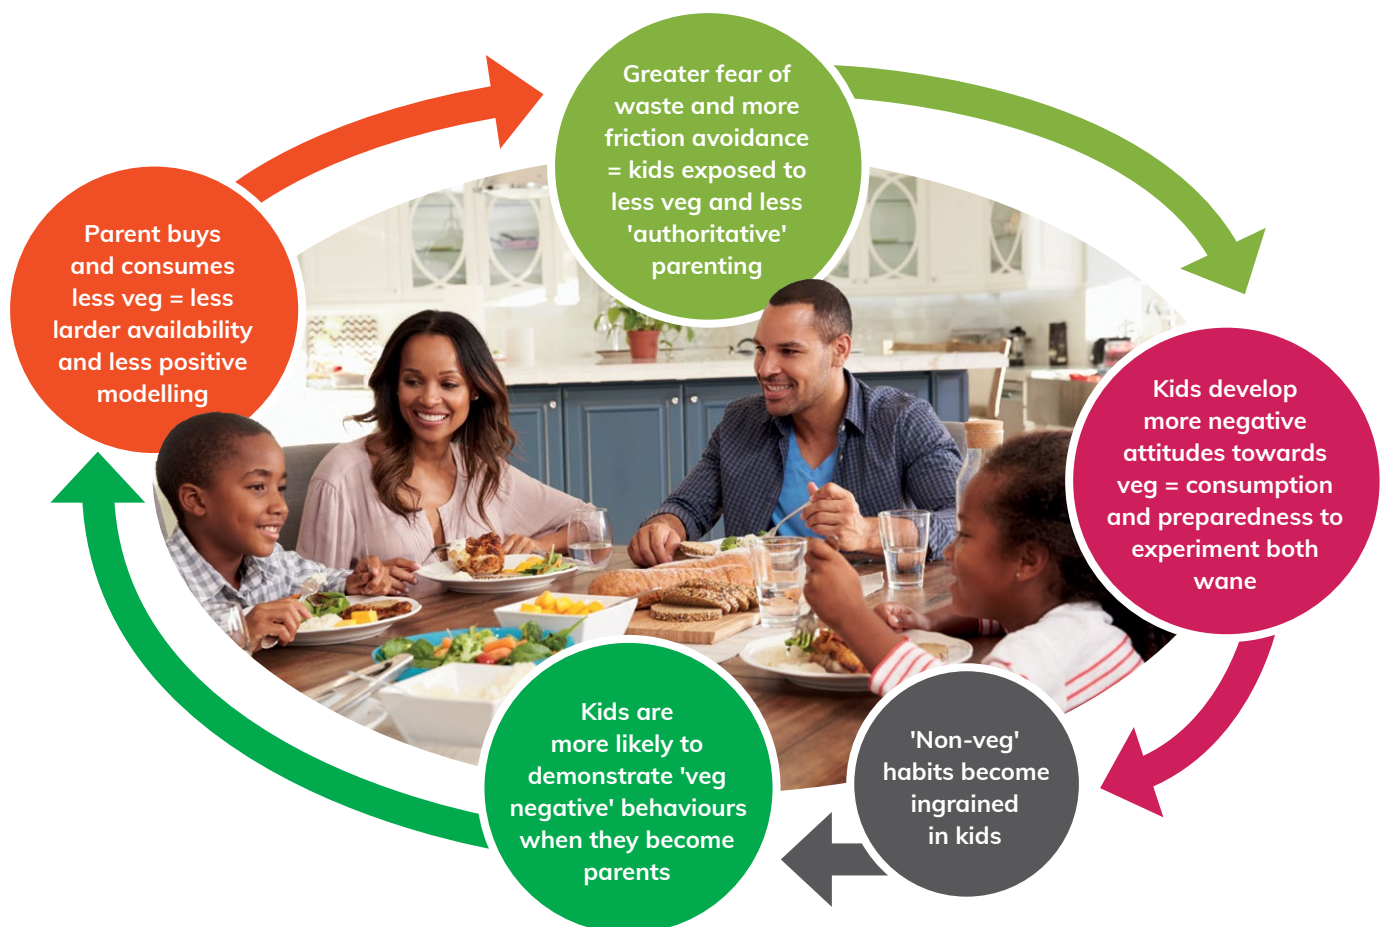 Greater fear of
waste and more
friction avoidance
= kids exposed to
less veg and less
'authoritative'
parenting
Kids develop
more negative
attitudes towards
veg = consumption
and preparedness to
experiment both
wane
'Non-veg'
habits become
ingrained
in kids
Kids are
more likely to
demonstrate 'veg
negative' behaviours
when they become
parents
Parent buys
and consumes
less veg = less
larder availability
and less positive
modelling